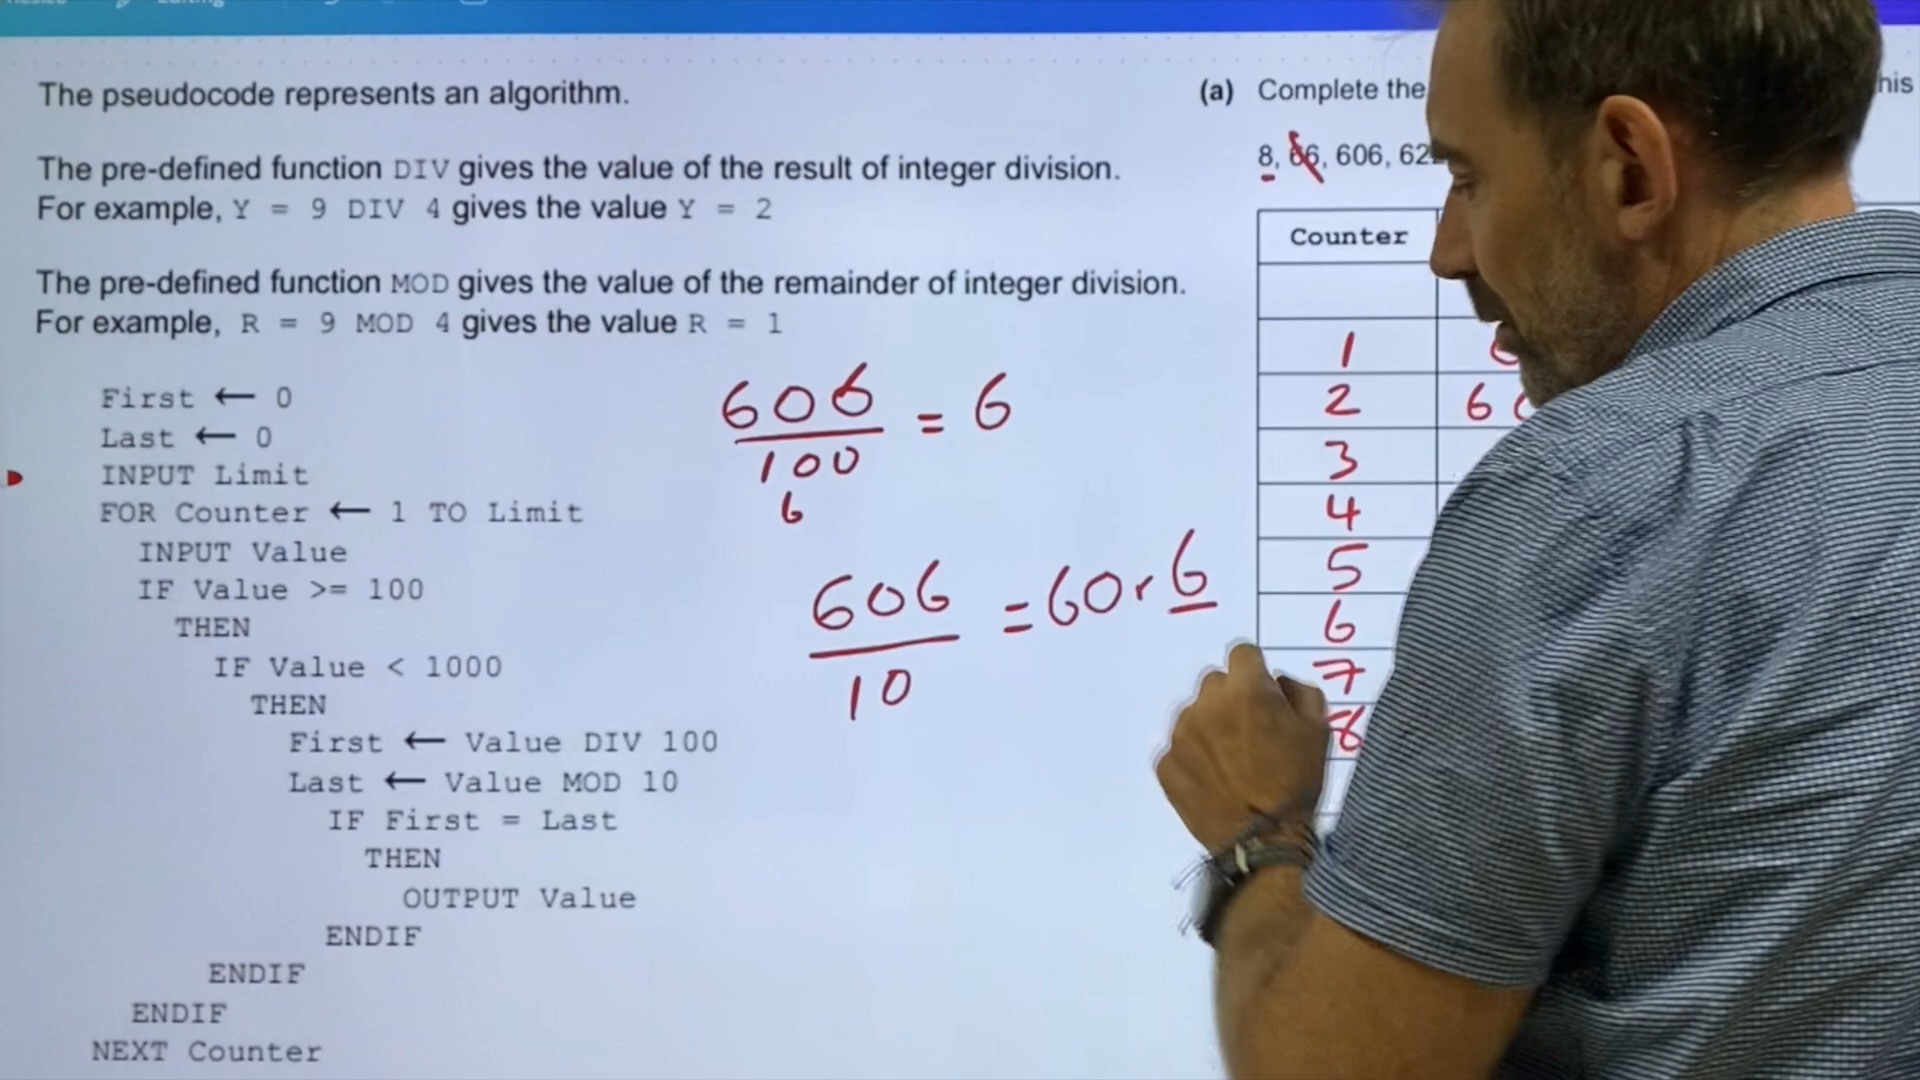 The pseudocode represents an algorithm.
The pre-defined function DIV gives the value of the result of integer division.
For example, Y = 9 DIV 4 gives the value Y = 2
The pre-defined function MOD gives the value of the remainder of integer division.
For example, R = 9 MOD 4 gives the value R = 1
First ← 0
Last ← 0
INPUT Limit
FOR Counter ← 1 TO Limit
INPUT Value
IF Value >= 100
THEN
IF Value < 1000
THEN
First ← Value DIV 100
Last ← Value MOD 10
IF First = Last
THEN
OUTPUT Value
ENDIF
ENDIF
ENDIF
NEXT Counter
606
100
= 6
6
606
10
= 60 r 6
(a) Complete the
his
8, 66, 606, 62
Counter
1
2 6
3
4
5
6
7
8